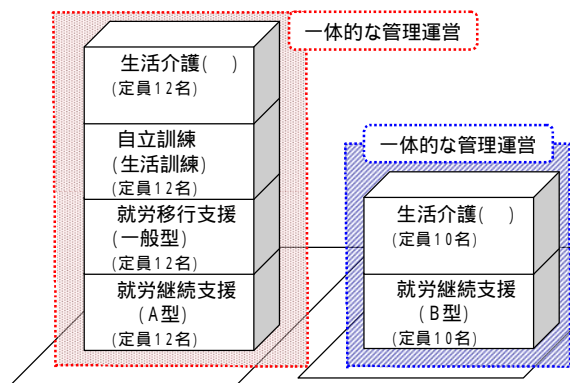 一体的な管理運営
生活介護(　)
(定員12名)
自立訓練
(生活訓練)
(定員12名)
就労移行支援
(一般型)
(定員12名)
就労継続支援
(A型)
(定員12名)
一体的な管理運営
生活介護(　)
(定員10名)
就労継続支援
(B型)
(定員10名)